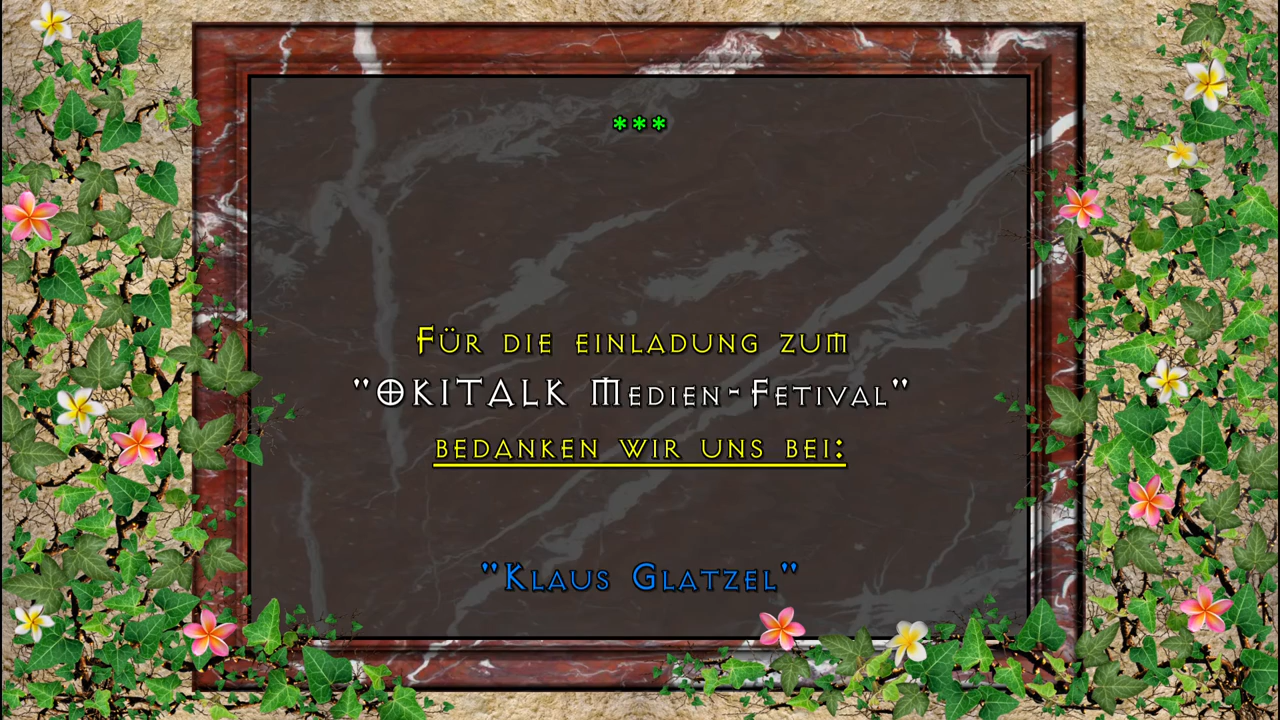 ***
Für die einladung zum
"OKITALK Medien-Fetival"
bedanken wir uns bei:
"Klaus Glatzel"